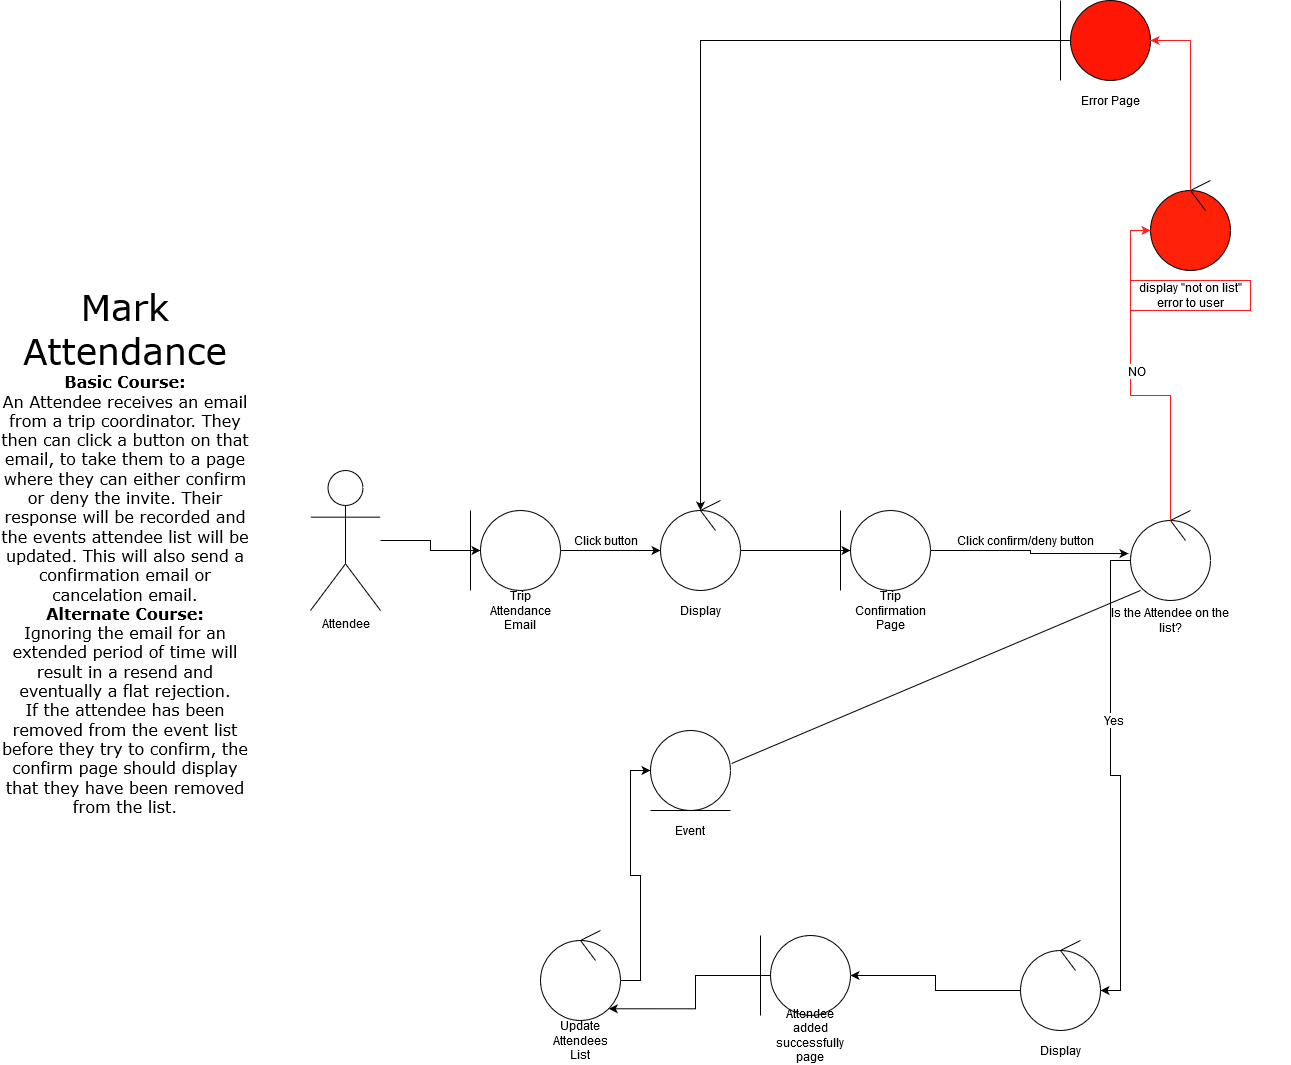 Mark
Attendance
Basic Course:
An Attendee receives an email
from a trip coordinator. They
then can click a button on that
email, to take them to a page
where they can either confirm
or deny the invite. Their
response will be recorded and
the events attendee list will be
updated. This will also send a
confirmation email or
cancelation email.
Alternate Course:
Ignoring the email for an
extended period of time will
result in a resend and
eventually a flat rejection.
If the attendee has been
removed from the event list
before they try to confirm, the
confirm page should display
that they have been removed
from the list.
Error Page
display "not on list"
error to user
NO
Attendee
Trip
Attendance
Email
Click button
Display
Trip
Confirmation
Page
Click confirm/deny button
Is the Attendee on the
list?
Yes
Event
Update
Attendees
List
Attendee
added
successfully
page
Display